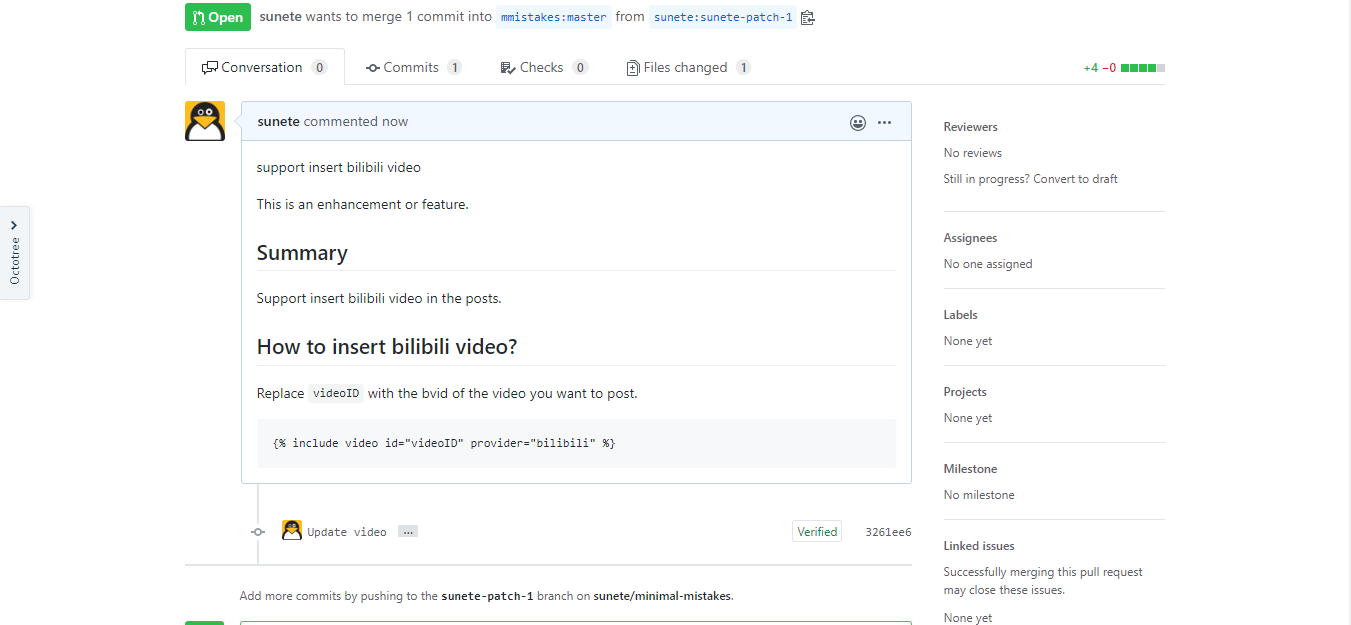 Open sunete wants to merge 1 commit into mmistakes:master from sunete:sunete-patch-1
Conversation 0 Commits 1 Checks 0 Files changed 1 +4 −0
sunete commented now
support insert bilibili video
This is an enhancement or feature.
Summary
Support insert bilibili video in the posts.
How to insert bilibili video?
Replace videoID with the bvid of the video you want to post.
{% include video id="videoID" provider="bilibili" %}
Update video …
Verified 3261ee6
Add more commits by pushing to the sunete-patch-1 branch on sunete/minimal-mistakes.
Reviewers
No reviews
Still in progress? Convert to draft
Assignees
No one assigned
Labels
None yet
Projects
None yet
Milestone
No milestone
Linked issues
Successfully merging this pull request
may close these issues.
None yet
Octotree